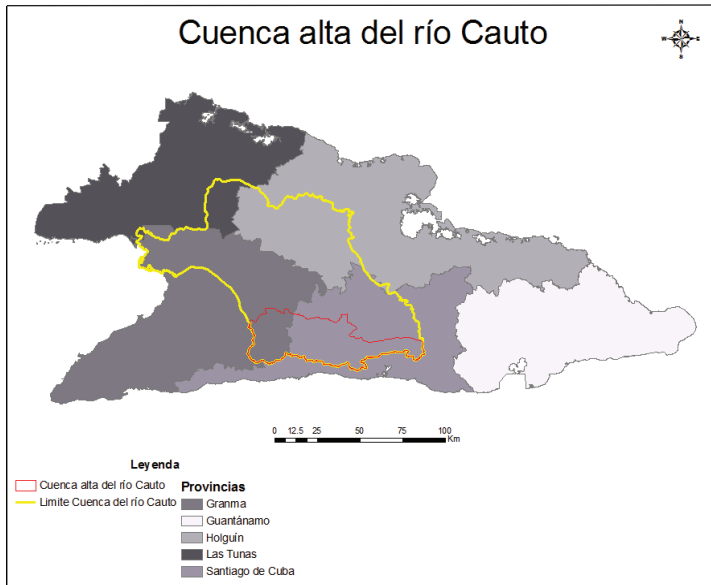 Cuenca alta del río Cauto
N
W E
S
0 12.5 25 50 75 100
Km
Leyenda
Cuenca alta del río Cauto
Limite Cuenca del río Cauto
Provincias
Granma
Guantánamo
Holguín
Las Tunas
Santiago de Cuba